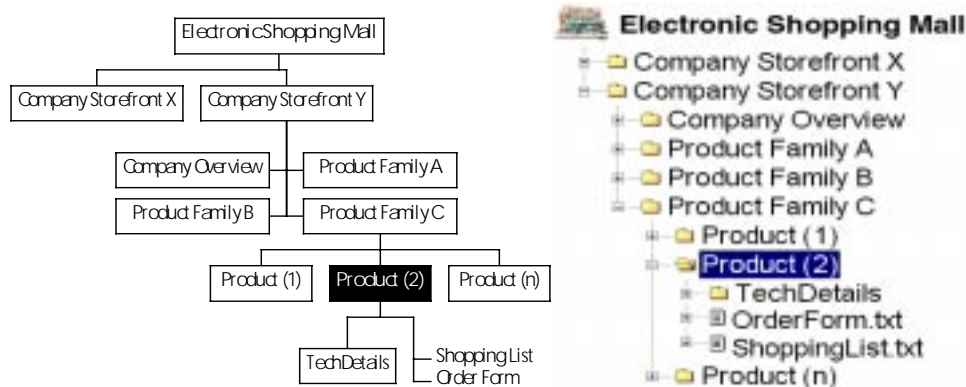 ElectronicShopping Mall
Company Storefront X
Company Storefront Y
Company Overview
Product Family A
Product Family B
Product Family C
Product (1)
Product (2)
Product (n)
TechDetails
Shopping List
Order Form
Electronic Shopping Mall
Company Storefront X
Company Storefront Y
Company Overview
Product Family A
Product Family B
Product Family C
Product (1)
Product (2)
TechDetails
OrderForm.txt
ShoppingList.txt
Product (n)